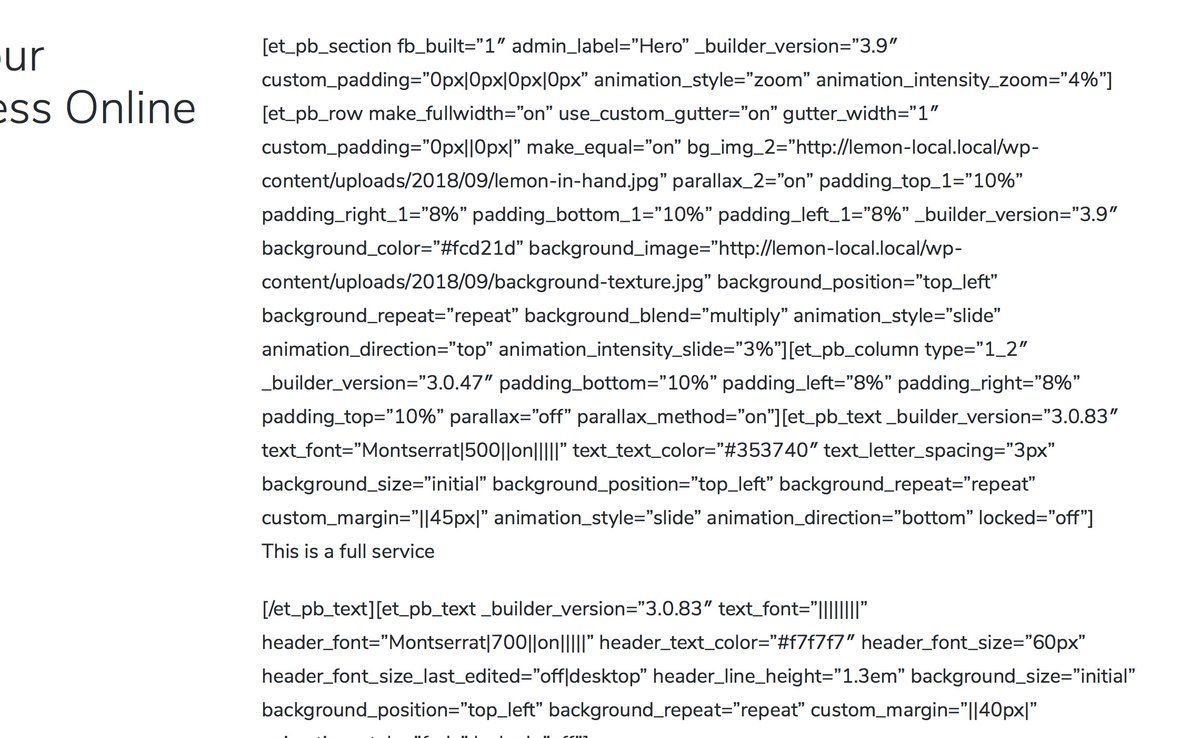 our
ess Online
[et_pb_section fb_built=”1″ admin_label=”Hero” _builder_version=”3.9″
custom_padding=”0px|0px|0px|0px” animation_style=”zoom” animation_intensity_zoom=”4%”]
[et_pb_row make_fullwidth=”on” use_custom_gutter=”on” gutter_width=”1″
custom_padding=”0px||0px|” make_equal=”on” bg_img_2=”http://lemon-local.local/wp-
content/uploads/2018/09/lemon-in-hand.jpg” parallax_2=”on” padding_top_1=”10%”
padding_right_1=”8%” padding_bottom_1=”10%” padding_left_1=”8%” _builder_version=”3.9″
background_color=”#fcd21d” background_image=”http://lemon-local.local/wp-
content/uploads/2018/09/background-texture.jpg” background_position=”top_left”
background_repeat=”repeat” background_blend=”multiply” animation_style=”slide”
animation_direction=”top” animation_intensity_slide=”3%”][et_pb_column type=”1_2″
_builder_version=”3.0.47″ padding_bottom=”10%” padding_left=”8%” padding_right=”8%”
padding_top=”10%” parallax=”off” parallax_method=”on”][et_pb_text _builder_version=”3.0.83″
text_font=”Montserrat|500||on|||||” text_text_color=”#353740″ text_letter_spacing=”3px”
background_size=”initial” background_position=”top_left” background_repeat=”repeat”
custom_margin=”||45px|” animation_style=”slide” animation_direction=”bottom” locked=”off”]
This is a full service
[/et_pb_text][et_pb_text _builder_version=”3.0.83″ text_font=”||||||||”
header_font=”Montserrat|700||on|||||” header_text_color=”#f7f7f7″ header_font_size=”60px”
header_font_size_last_edited=”off|desktop” header_line_height=”1.3em” background_size=”initial”
background_position=”top_left” background_repeat=”repeat” custom_margin=”||40px|”